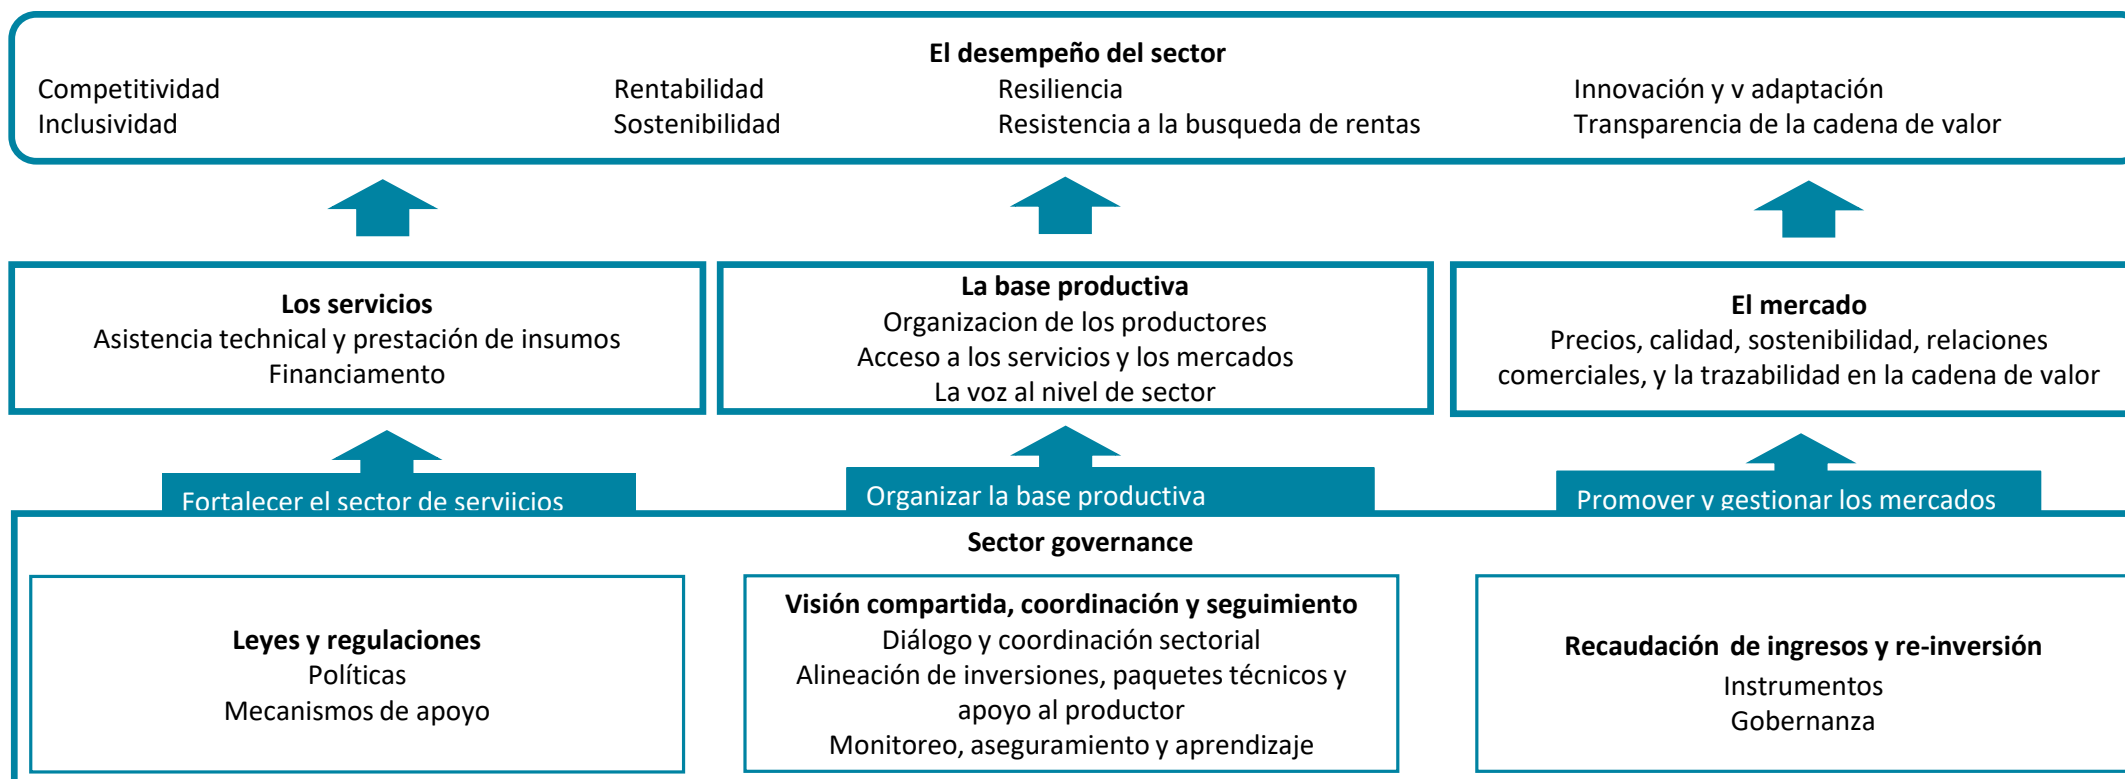 El desempeño del sector
Competitividad Rentabilidad Resiliencia Innovación y v adaptación
Inclusividad Sostenibilidad Resistencia a la busqueda de rentas Transparencia de la cadena de valor
Los servicios
Asistencia technical y prestación de insumos
Financiamento
La base productiva
Organizacion de los productores
Acceso a los servicios y los mercados
La voz al nivel de sector
El mercado
Precios, calidad, sostenibilidad, relaciones
comerciales, y la trazabilidad en la cadena de valor
Fortalecer el sector de serviicios
Organizar la base productiva
Promover y gestionar los mercados
Sector governance
Leyes y regulaciones
Políticas
Mecanismos de apoyo
Visión compartida, coordinación y seguimiento
Diálogo y coordinación sectorial
Alineación de inversiones, paquetes técnicos y
apoyo al productor
Monitoreo, aseguramiento y aprendizaje
Recaudación de ingresos y re-inversión
Instrumentos
Gobernanza